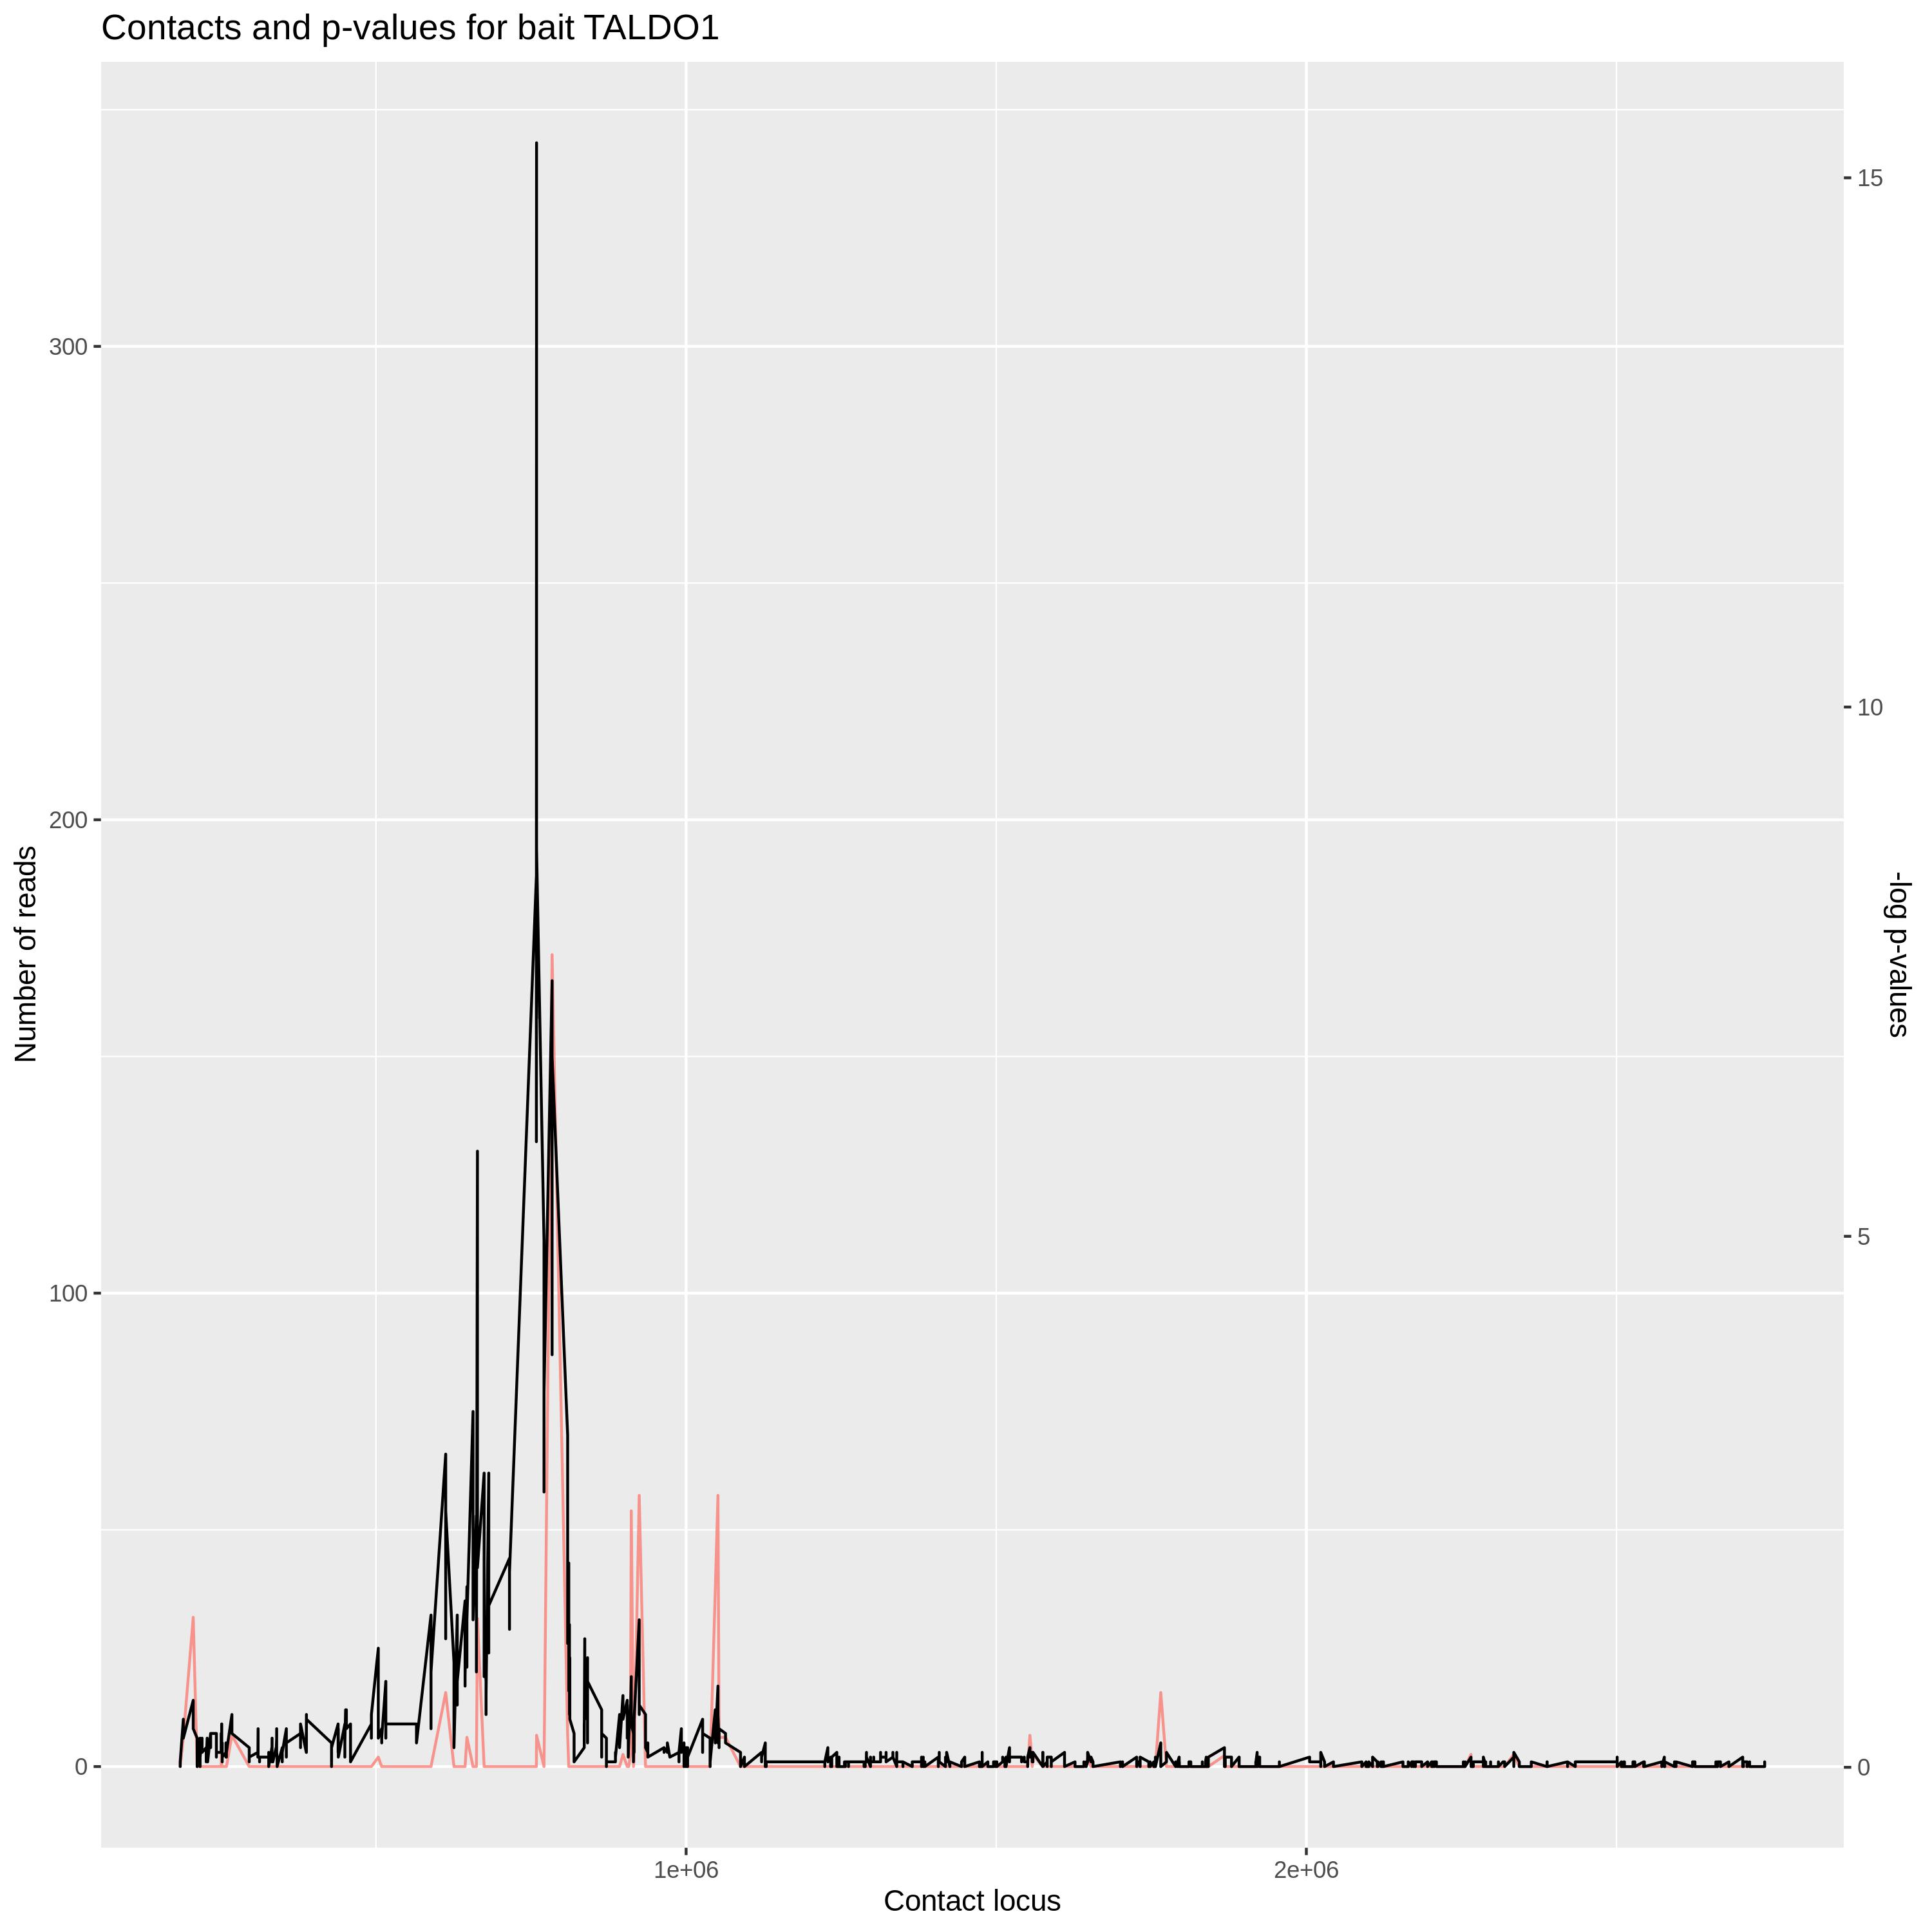 Contacts and p-values for bait TALDO1
Number of reads
300
200
100
0
15
10
5
0
-log p-values
1e+06
2e+06
Contact locus